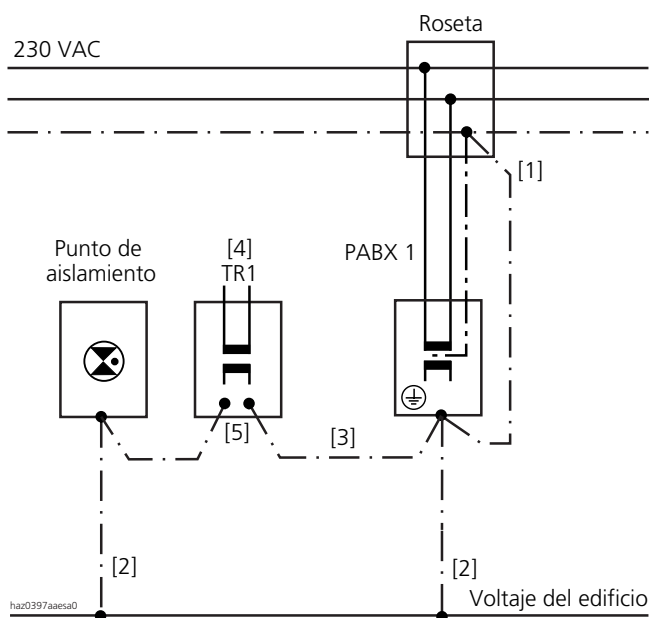 Roseta
230 VAC
[1]
Punto de
aislamiento
[4]
TR1
PABX 1
[5]
[3]
[2]
[2]
haz0397aaesa0
Voltaje del edificio